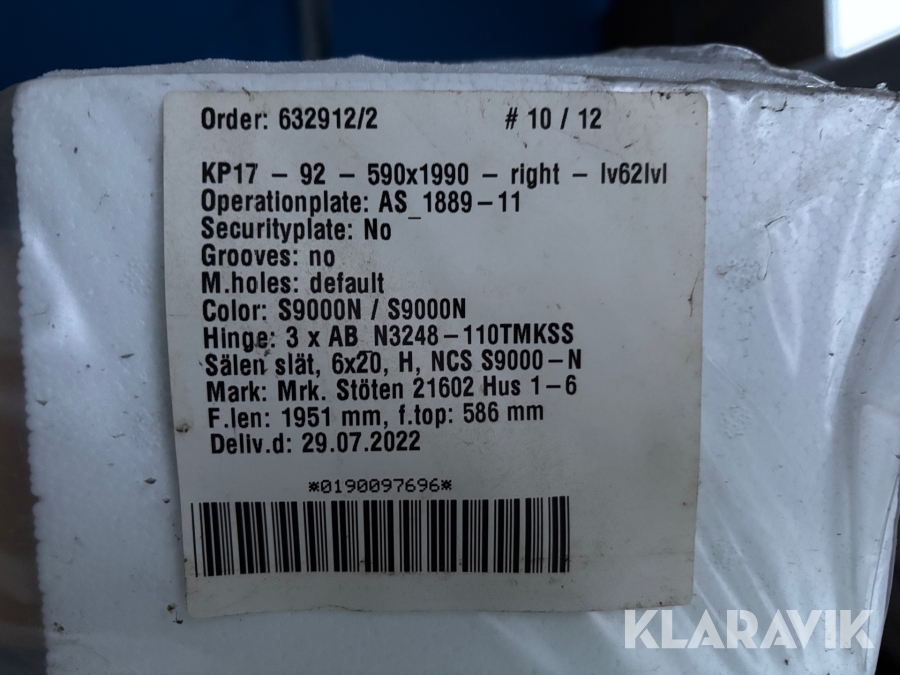 Order: 632912/2 # 10 / 12
KP17 - 92 - 590x1990 - right - lv62lvl
Operationplate: AS_1889-11
Securityplate: No
Grooves: no
M.holes: default
Color: S9000N / S9000N
Hinge: 3 x AB_N3248-110TMKSS
Sälen slät, 6x20, H, NCS S9000-N
Mark: Mrk. Stöten 21602 Hus 1-6
F.len: 1951 mm, f.top: 586 mm
Deliv.d: 29.07.2022
*0190097696*
KLARAVIK